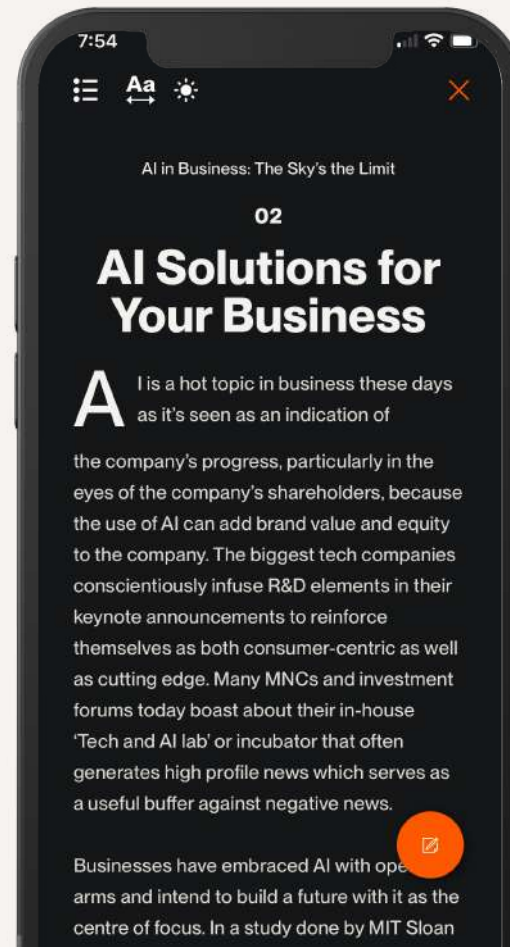 7:54
Aa
AI in Business: The Sky's the Limit
02
AI Solutions for
Your Business
AI is a hot topic in business these days
as it's seen as an indication of
the company's progress, particularly in the
eyes of the company's shareholders, because
the use of AI can add brand value and equity
to the company. The biggest tech companies
conscientiously infuse R&D elements in their
keynote announcements to reinforce
themselves as both consumer-centric as well
as cutting edge. Many MNCs and investment
forums today boast about their in-house
'Tech and AI lab' or incubator that often
generates high profile news which serves as
a useful buffer against negative news.
Businesses have embraced AI with
arms and intend to build a future with it as the
centre of focus. In a study done by MIT Sloan